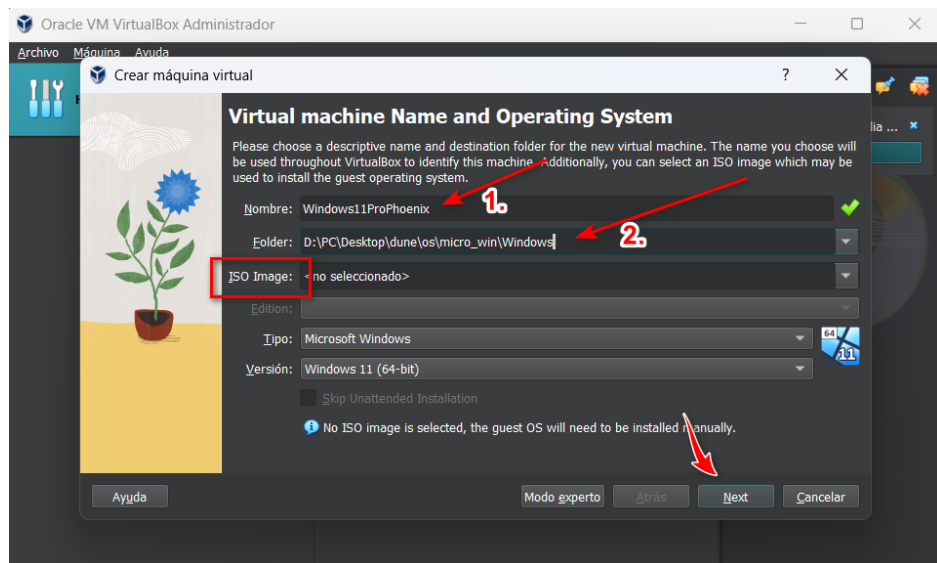 Oracle VM VirtualBox Administrador
Archivo Máquina Ayuda
Crear máquina virtual
?
lia ...
Virtual machine Name and Operating System
Please choose a descriptive name and destination folder for the new virtual machine. The name you choose will
be used throughout VirtualBox to identify this machine. Additionally, you can select an ISO image which may be
used to install the guest operating system.
Nombre: Windows11ProPhoenix
1.
Folder: D:\PC\Desktop\dune\os\micro_win\Windows
2.
ISO Image: <no seleccionado>
Edition:
Tipo: Microsoft Windows
64
11
Versión: Windows 11 (64-bit)
Skip Unattended Installation
No ISO image is selected, the guest OS will need to be installed manually.
Ayuda Modo experto Atrás Next Cancelar